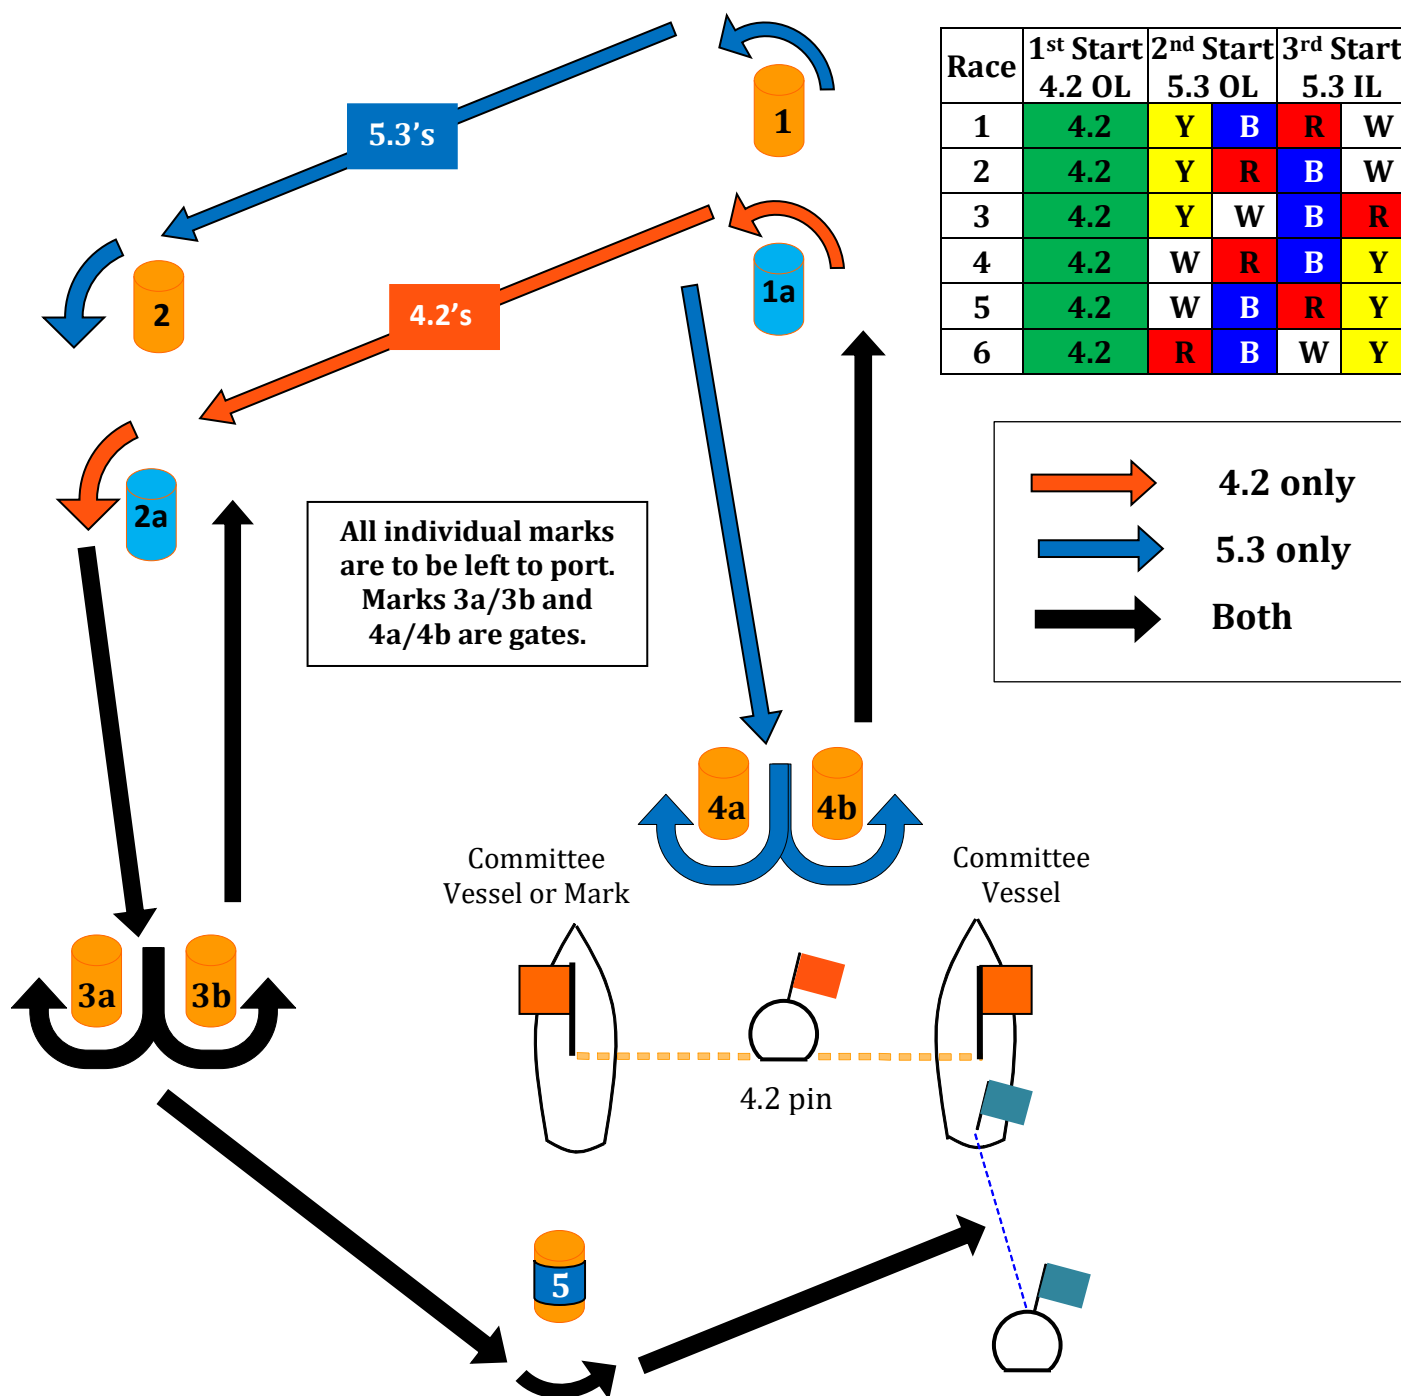 Race 1st Start 2nd Start 3rd Start
4.2 OL 5.3 OL 5.3 IL
1 4.2 Y B R W
2 4.2 Y R B W
3 4.2 Y W B R
4 4.2 W R B Y
5 4.2 W B R Y
6 4.2 R B W Y
1
5.3's
2
1a
4.2's
2a
All individual marks
are to be left to port.
Marks 3a/3b and
4a/4b are gates.
4.2 only
5.3 only
Both
4a 4b
Committee
Vessel or Mark
Committee
Vessel
3a 3b
4.2 pin
5